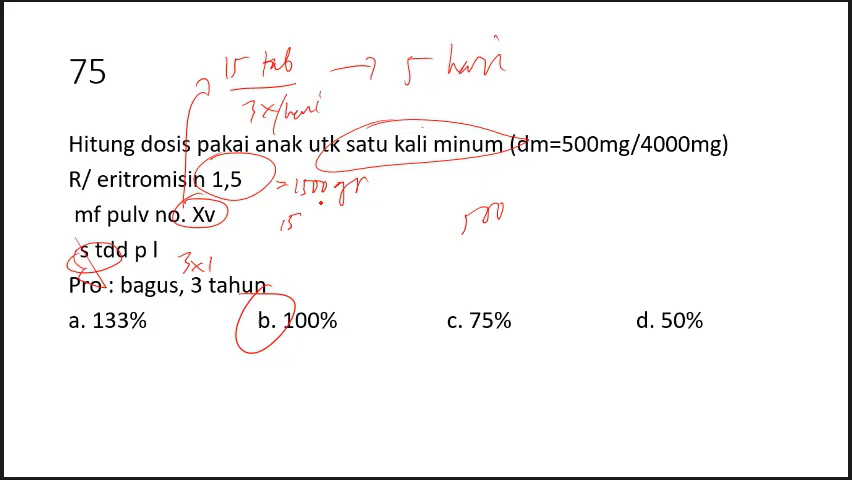 15 tab → 5 hari
75
3x/hari
Hitung dosis pakai anak utk satu kali minum (dm=500mg/4000mg)
R/ eritromisin 1,5 = 1500 gr
mf pulv no. Xv 15 500
s tdd p I
3x1
Pro : bagus, 3 tahun
a. 133% b. 100% c. 75% d. 50%